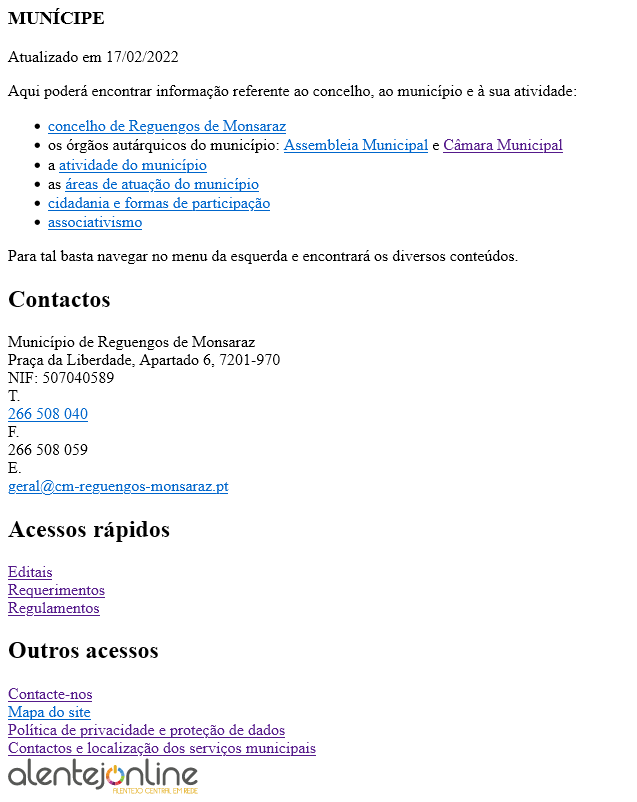 MUNÍCIPE
Atualizado em 17/02/2022
Aqui poderá encontrar informação referente ao concelho, ao município e à sua atividade:
concelho de Reguengos de Monsaraz
os órgãos autárquicos do município: Assembleia Municipal e Câmara Municipal
a atividade do município
as áreas de atuação do município
cidadania e formas de participação
associativismo
Para tal basta navegar no menu da esquerda e encontrará os diversos conteúdos.
Contactos
Município de Reguengos de Monsaraz
Praça da Liberdade, Apartado 6, 7201-970
NIF: 507040589
T.
266 508 040
F.
266 508 059
E.
geral@cm-reguengos-monsaraz.pt
Acessos rápidos
Editais
Requerimentos
Regulamentos
Outros acessos
Contacte-nos
Mapa do site
Política de privacidade e proteção de dados
Contactos e localização dos serviços municipais
alentejonline
ALENTEJO CENTRAL EM REDE